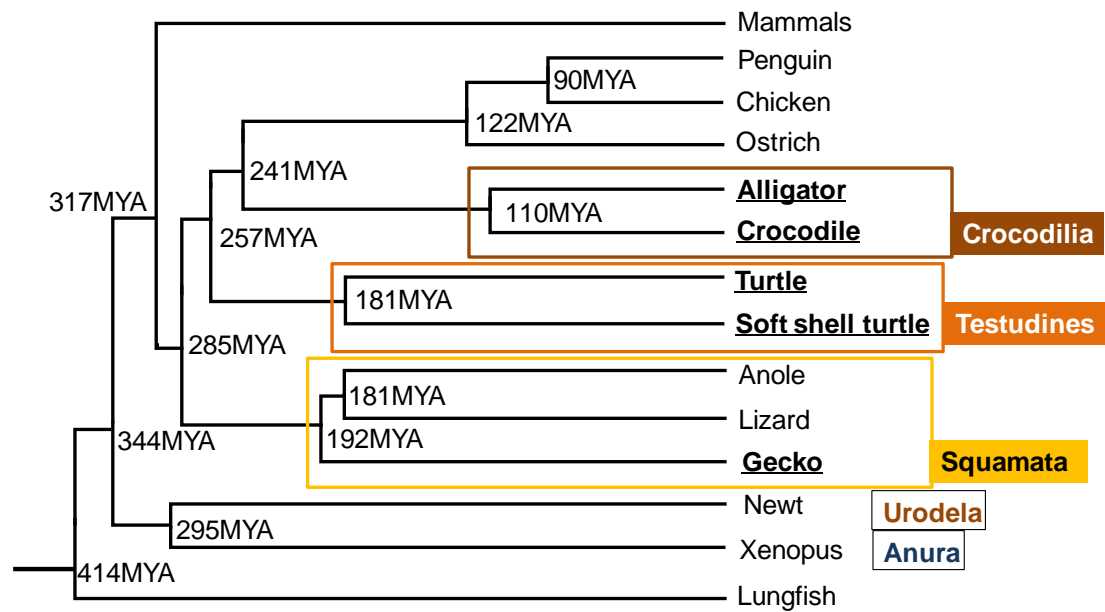 Mammals
Penguin
90MYA
Chicken
122MYA
Ostrich
241MYA
Alligator
317MYA
110MYA
Crocodile
Crocodilia
257MYA
Turtle
181MYA
Soft shell turtle
Testudines
285MYA
Anole
181MYA
Lizard
192MYA
344MYA
Gecko
Squamata
Newt
Urodela
295MYA
Xenopus
Anura
414MYA
Lungfish